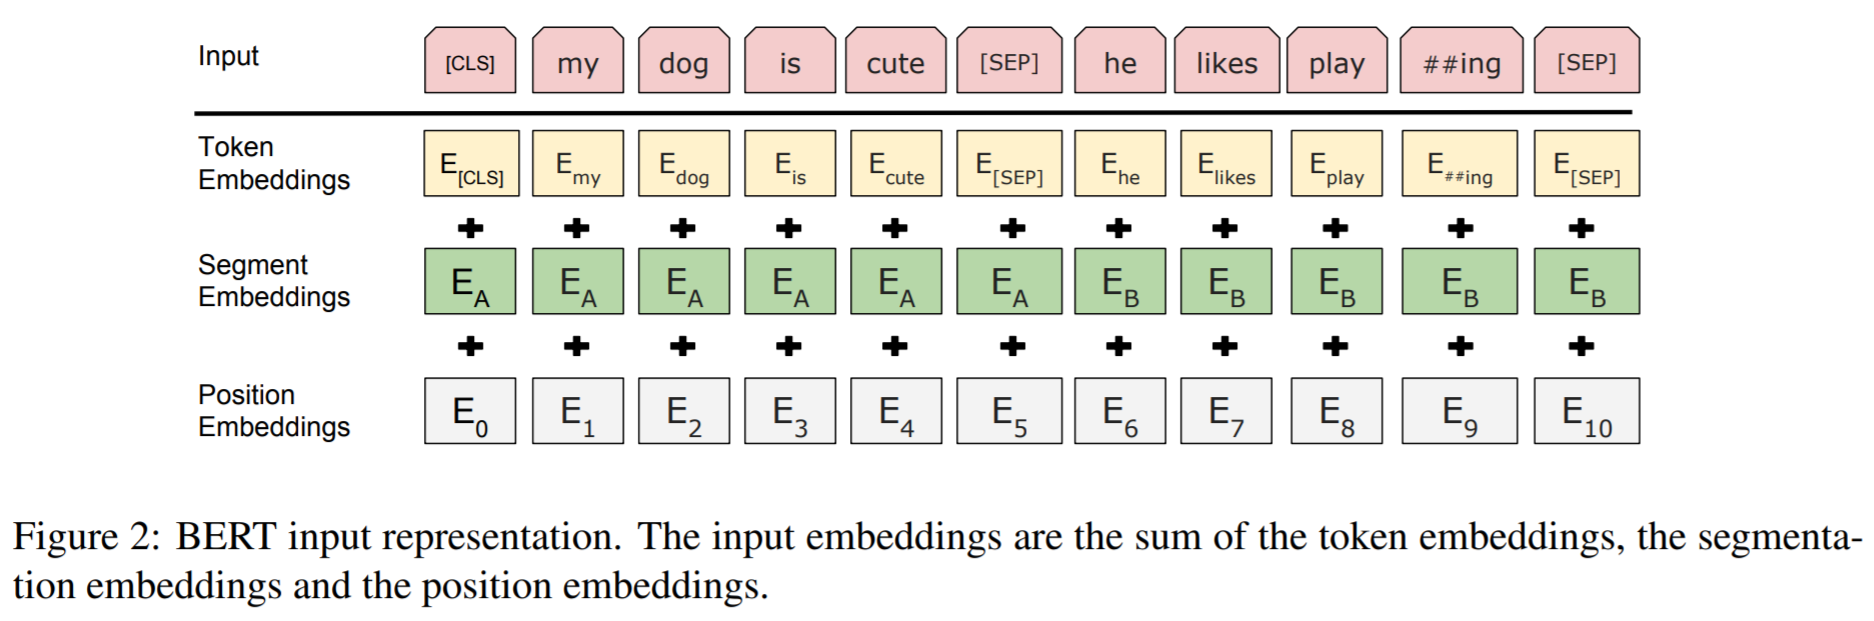 Input [CLS] my dog is cute [SEP] he likes play ##ing [SEP]
Token
Embeddings
E[CLS] Emy Edog Eis Ecute E[SEP] Ehe Elikes Eplay E##ing E[SEP]
+ + + + + + + + + + +
Segment
Embeddings
EA EA EA EA EA EA EB EB EB EB EB
+ + + + + + + + + + +
Position
Embeddings
E0 E1 E2 E3 E4 E5 E6 E7 E8 E9 E10
Figure 2: BERT input representation. The input embeddings are the sum of the token embeddings, the segmenta-
tion embeddings and the position embeddings.